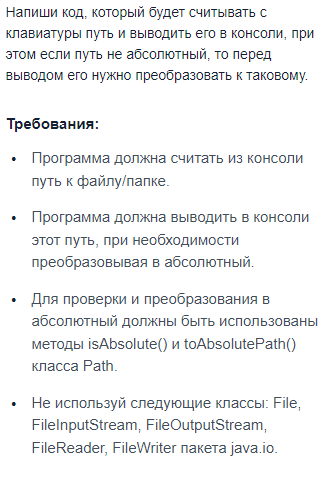 Напиши код, который будет считывать с
клавиатуры путь и выводить его в консоли, при
этом если путь не абсолютный, то перед
выводом его нужно преобразовать к таковому.
Требования:
• Программа должна считать из консоли
путь к файлу/папке.
• Программа должна выводить в консоли
этот путь, при необходимости
преобразовывая в абсолютный.
• Для проверки и преобразования в
абсолютный должны быть использованы
методы isAbsolute() и toAbsolutePath()
класса Path.
• Не используй следующие классы: File,
FileInputStream, FileOutputStream,
FileReader, FileWriter пакета java.io.